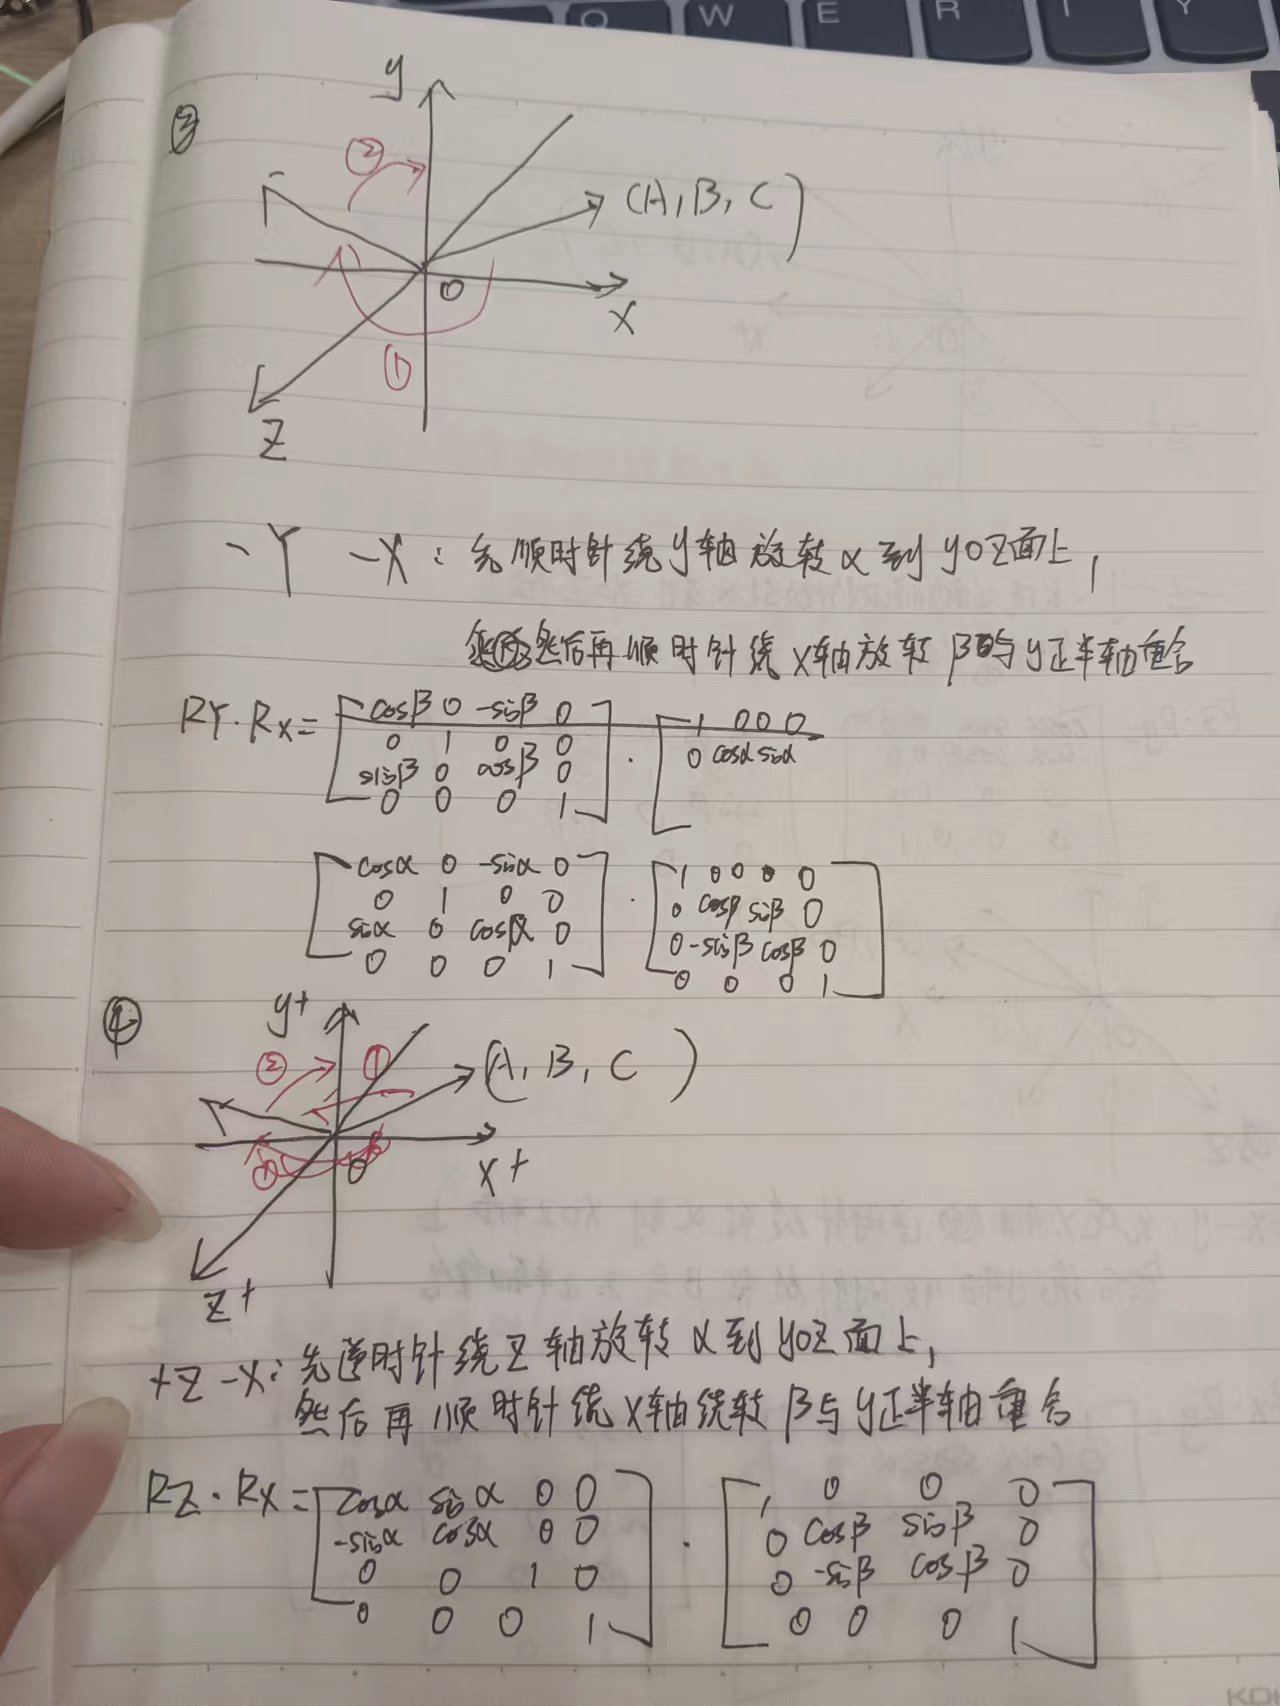 Q W E R T Y
③
y
②
(A, B, C)
O
X
①
Z
-Y -X: 先顺时针绕y轴放转α到yOZ面上,
然后再顺时针绕X轴放转β与y正半轴重合
RY·RX=[cosβ 0 -sinβ 0] · [1 0 0 0]
0 1 0 0 0 cosα sinα
sinβ 0 cosβ 0
0 0 0 1
[cosα 0 -sinα 0] · [1 0 0 0 0]
0 1 0 0 0 cosβ sinβ 0
sinα 0 cosα 0 0 -sinβ cosβ 0
0 0 0 1 0 0 0 1
④
y+
② ①
(A, B, C)
① O
X+
Z+
+Z -X: 先逆时针绕Z轴放转α到yOZ面上,
然后再顺时针绕X轴绕转β与y正半轴重合
RZ·RX=[cosα sinα 0 0] · [1 0 0 0]
-sinα cosα 0 0 0 cosβ sinβ 0
0 0 1 0 0 -sinβ cosβ 0
0 0 0 1 0 0 0 1